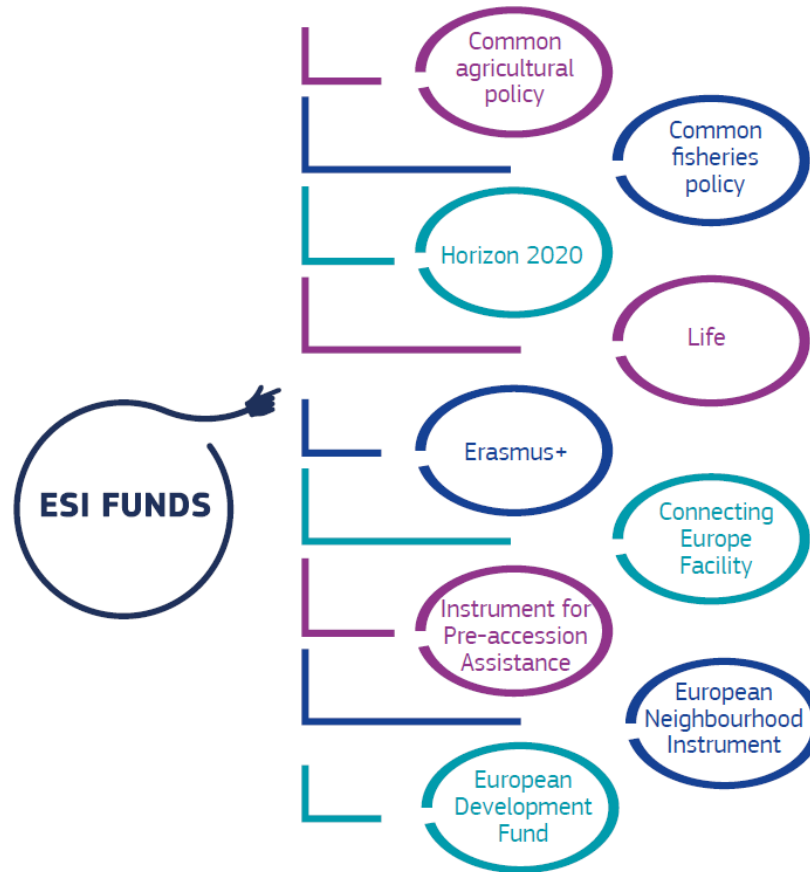 Common
agricultural
policy
Common
fisheries
policy
Horizon 2020
Life
ESI FUNDS
Erasmus+
Connecting
Europe
Facility
Instrument for
Pre-accession
Assistance
European
Neighbourhood
Instrument
European
Development
Fund